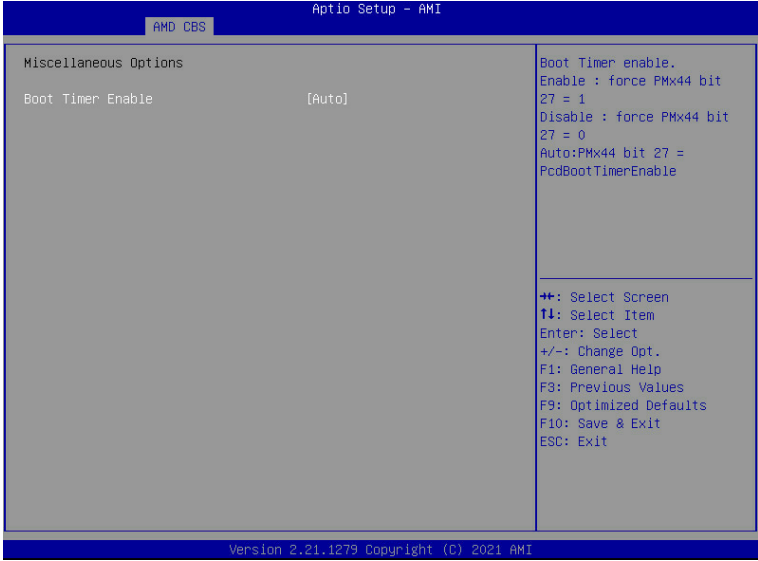 Aptio Setup – AMI
AMD CBS
Miscellaneous Options
Boot Timer Enable [Auto]
Boot Timer enable.
Enable : force PMx44 bit
27 = 1
Disable : force PMx44 bit
27 = 0
Auto:PMx44 bit 27 =
PcdBootTimerEnable
→←: Select Screen
↑↓: Select Item
Enter: Select
+/-: Change Opt.
F1: General Help
F3: Previous Values
F9: Optimized Defaults
F10: Save & Exit
ESC: Exit
Version 2.21.1279 Copyright (C) 2021 AMI